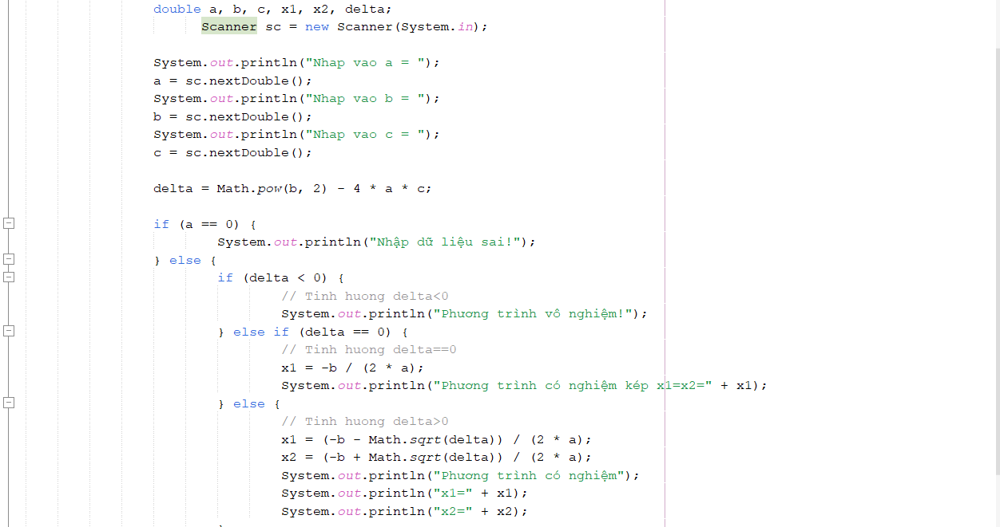 double a, b, c, x1, x2, delta;
Scanner sc = new Scanner(System.in);
System.out.println("Nhap vao a = ");
a = sc.nextDouble();
System.out.println("Nhap vao b = ");
b = sc.nextDouble();
System.out.println("Nhap vao c = ");
c = sc.nextDouble();
delta = Math.pow(b, 2) - 4 * a * c;
if (a == 0) {
System.out.println("Nhập dữ liệu sai!");
} else {
if (delta < 0) {
// Tinh huong delta<0
System.out.println("Phương trình vô nghiệm!");
} else if (delta == 0) {
// Tinh huong delta==0
x1 = -b / (2 * a);
System.out.println("Phương trình có nghiệm kép x1=x2=" + x1);
} else {
// Tinh huong delta>0
x1 = (-b - Math.sqrt(delta)) / (2 * a);
x2 = (-b + Math.sqrt(delta)) / (2 * a);
System.out.println("Phương trình có nghiệm");
System.out.println("x1=" + x1);
System.out.println("x2=" + x2);